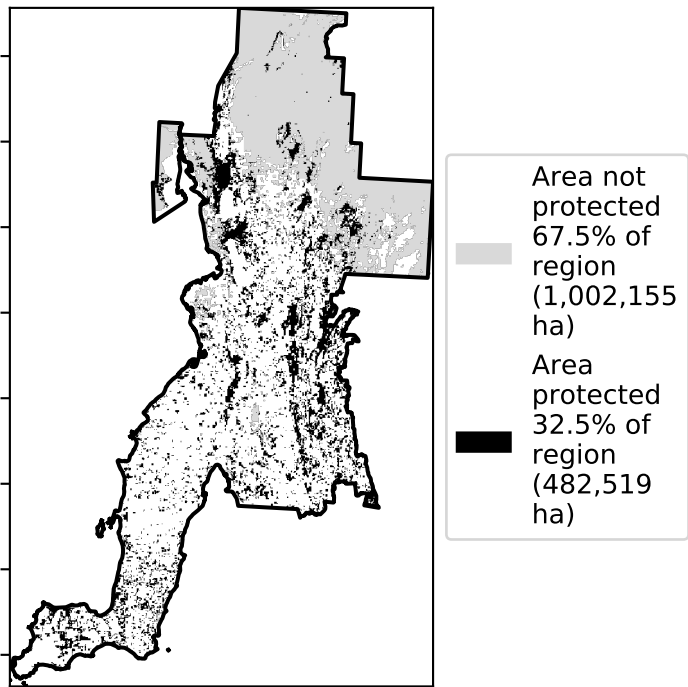 Area not
protected
67.5% of
region
(1,002,155
ha)
Area
protected
32.5% of
region
(482,519
ha)